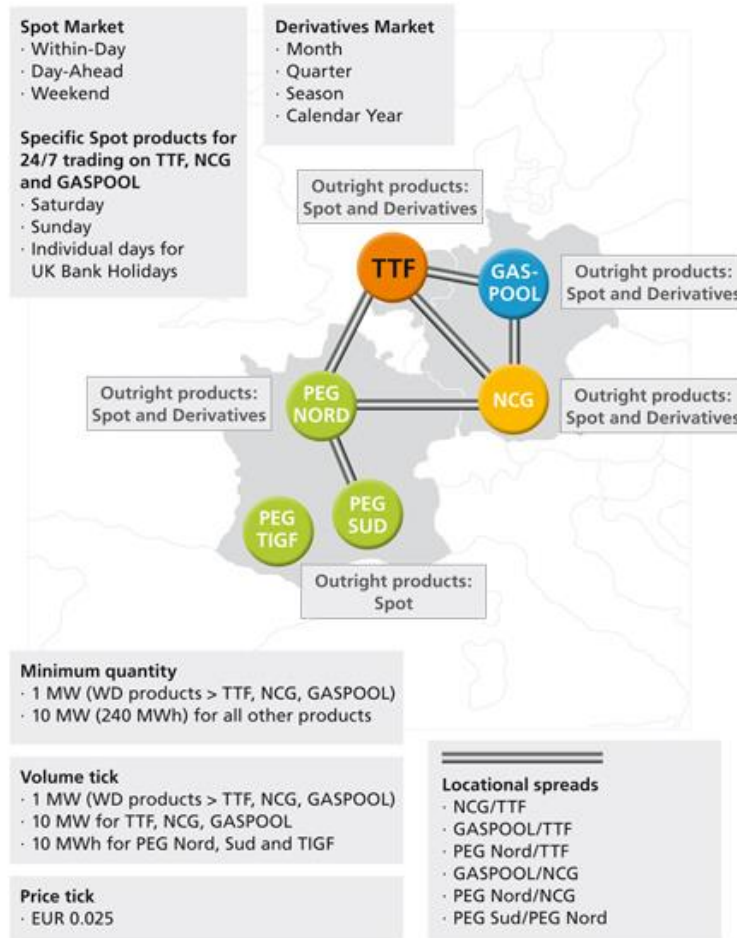 Spot Market
· Within-Day
· Day-Ahead
· Weekend
Specific Spot products for
24/7 trading on TTF, NCG
and GASPOOL
· Saturday
· Sunday
· Individual days for
UK Bank Holidays
Derivatives Market
· Month
· Quarter
· Season
· Calendar Year
Outright products:
Spot and Derivatives
TTF
GAS-
POOL
Outright products:
Spot and Derivatives
Outright products:
Spot and Derivatives
PEG
NORD
NCG
Outright products:
Spot and Derivatives
PEG
TIGF
PEG
SUD
Outright products:
Spot
Minimum quantity
· 1 MW (WD products > TTF, NCG, GASPOOL)
· 10 MW (240 MWh) for all other products
Volume tick
· 1 MW (WD products > TTF, NCG, GASPOOL)
· 10 MW for TTF, NCG, GASPOOL
· 10 MWh for PEG Nord, Sud and TIGF
Price tick
· EUR 0.025
Locational spreads
· NCG/TTF
· GASPOOL/TTF
· PEG Nord/TTF
· GASPOOL/NCG
· PEG Nord/NCG
· PEG Sud/PEG Nord